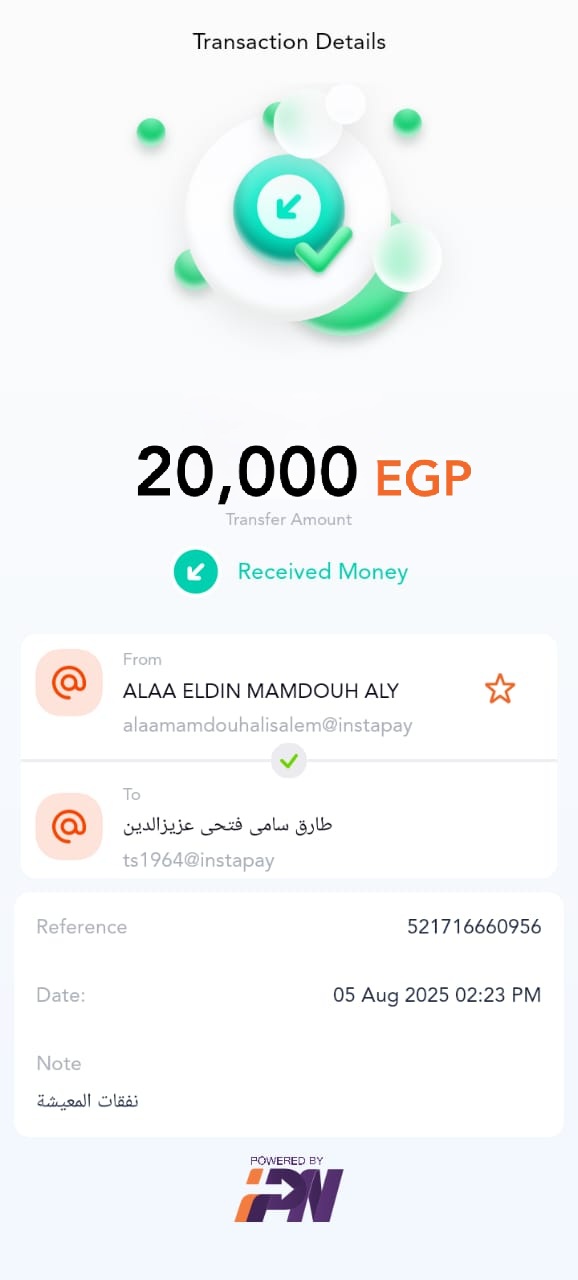 Transaction Details
20,000 EGP
Transfer Amount
Received Money
From
ALAA ELDIN MAMDOUH ALY
alaamamdouhalisalem@instapay
To
طارق سامى فتحى عزيزالدين
ts1964@instapay
Reference 521716660956
Date: 05 Aug 2025 02:23 PM
Note
نفقات المعيشة
POWERED BY
iPN